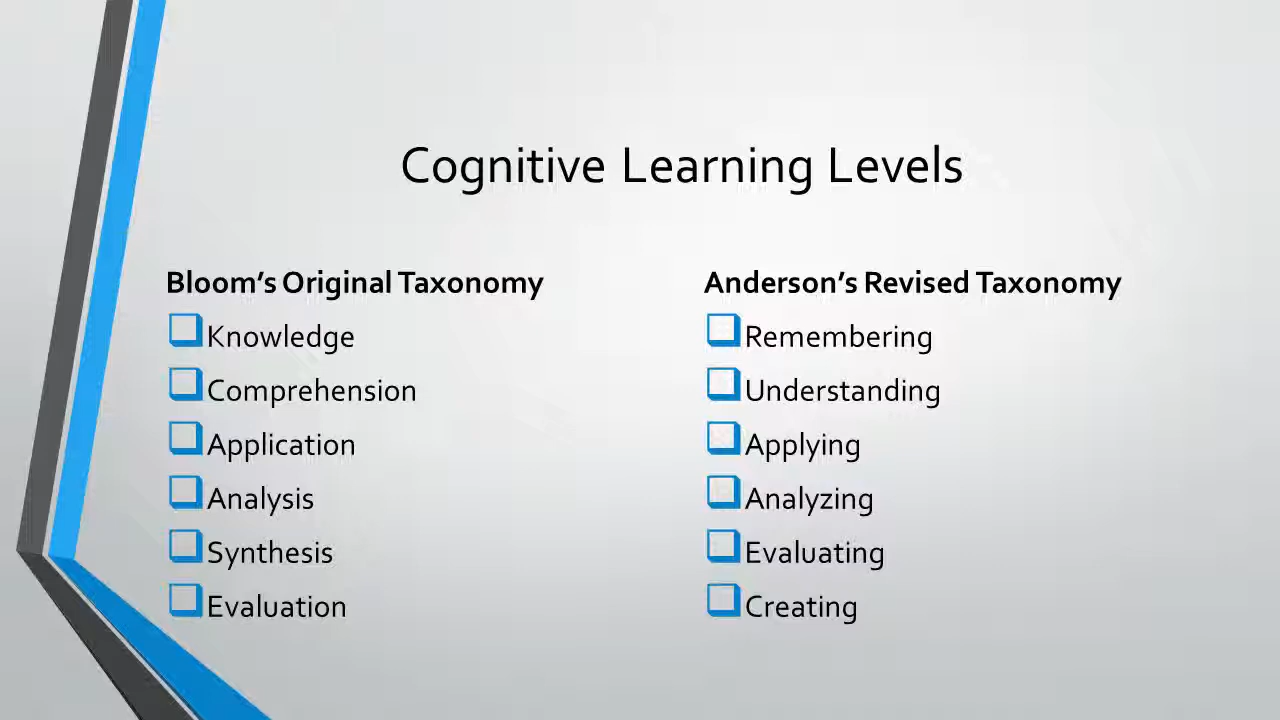 Cognitive Learning Levels
Bloom’s Original Taxonomy
Knowledge
Comprehension
Application
Analysis
Synthesis
Evaluation
Anderson’s Revised Taxonomy
Remembering
Understanding
Applying
Analyzing
Evaluating
Creating